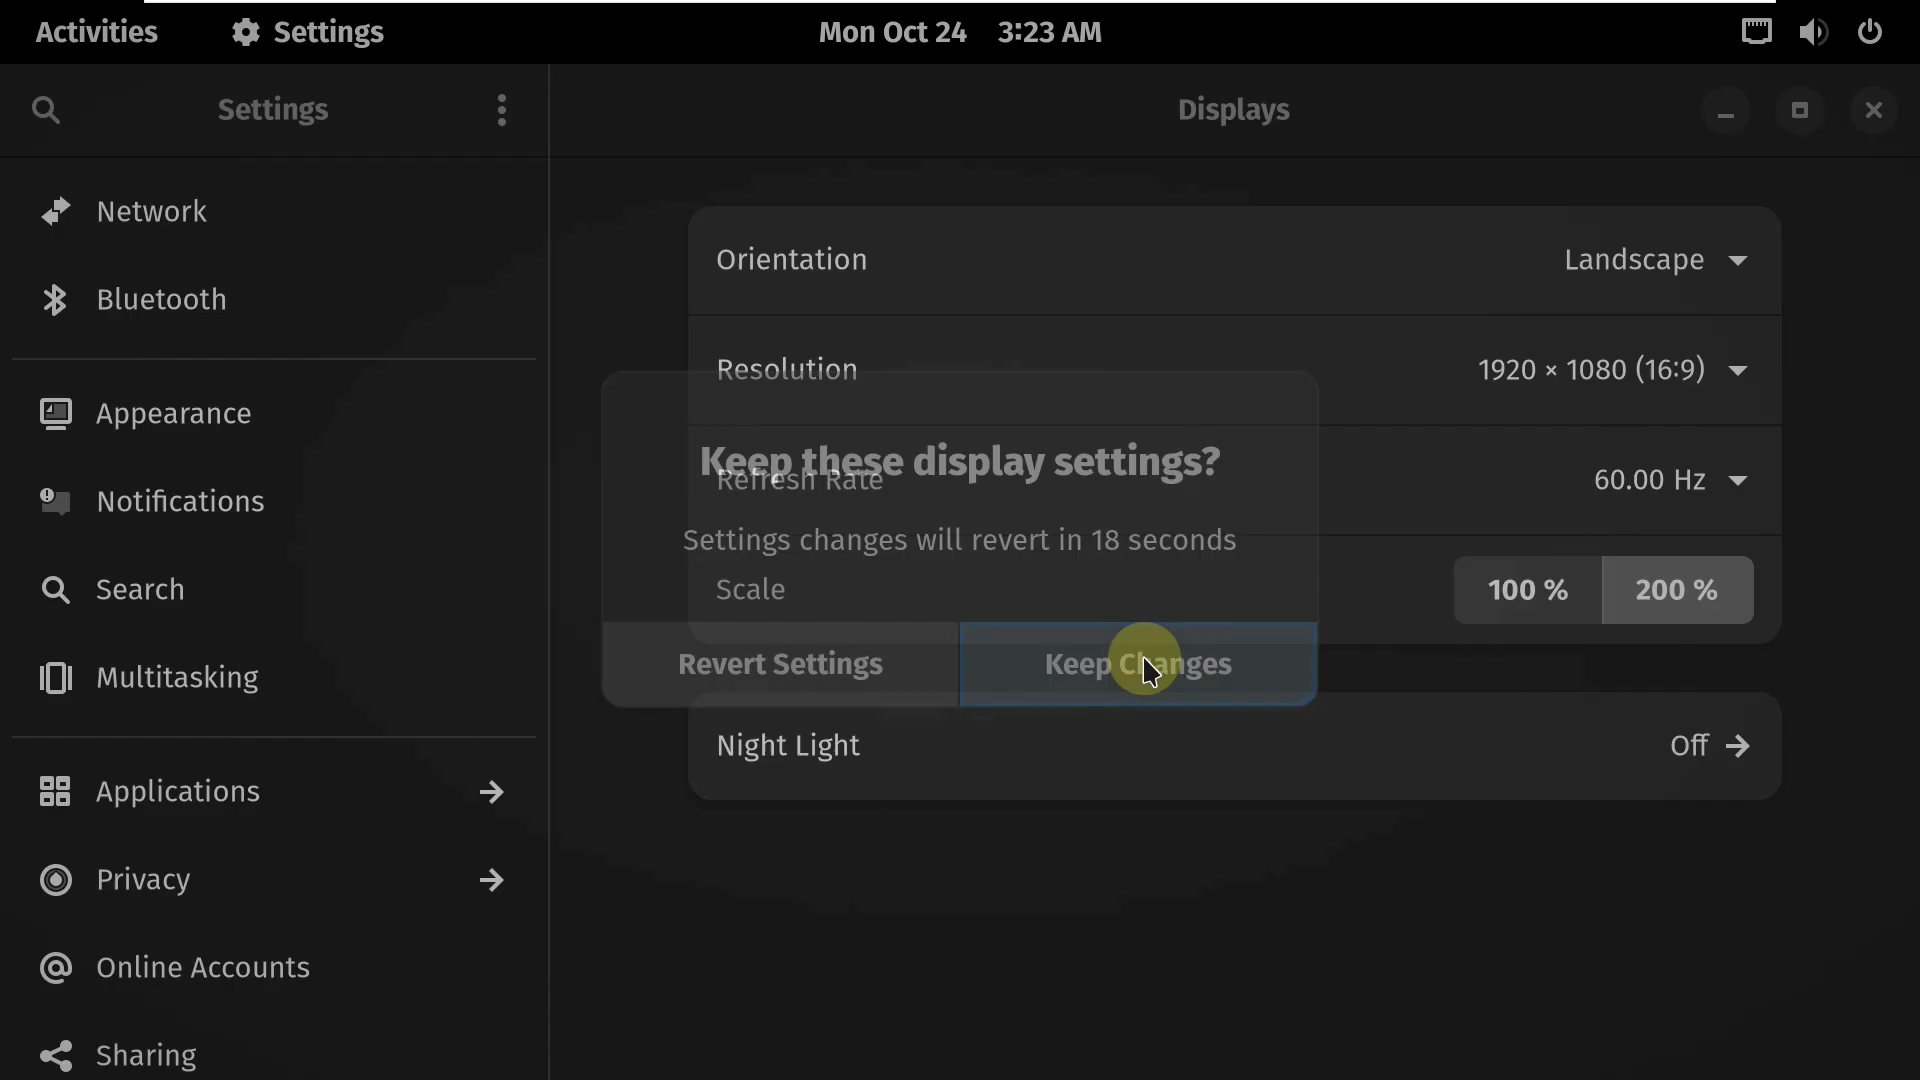 Activities Settings Mon Oct 24 3:23 AM
Settings
Displays
Network
Bluetooth
Appearance
Notifications
Search
Multitasking
Applications
Privacy
Online Accounts
Sharing
Orientation Landscape
Resolution 1920 × 1080 (16:9)
Refresh Rate 60.00 Hz
Scale 100 % 200 %
Night Light Off
Keep these display settings?
Settings changes will revert in 18 seconds
Revert Settings Keep Changes